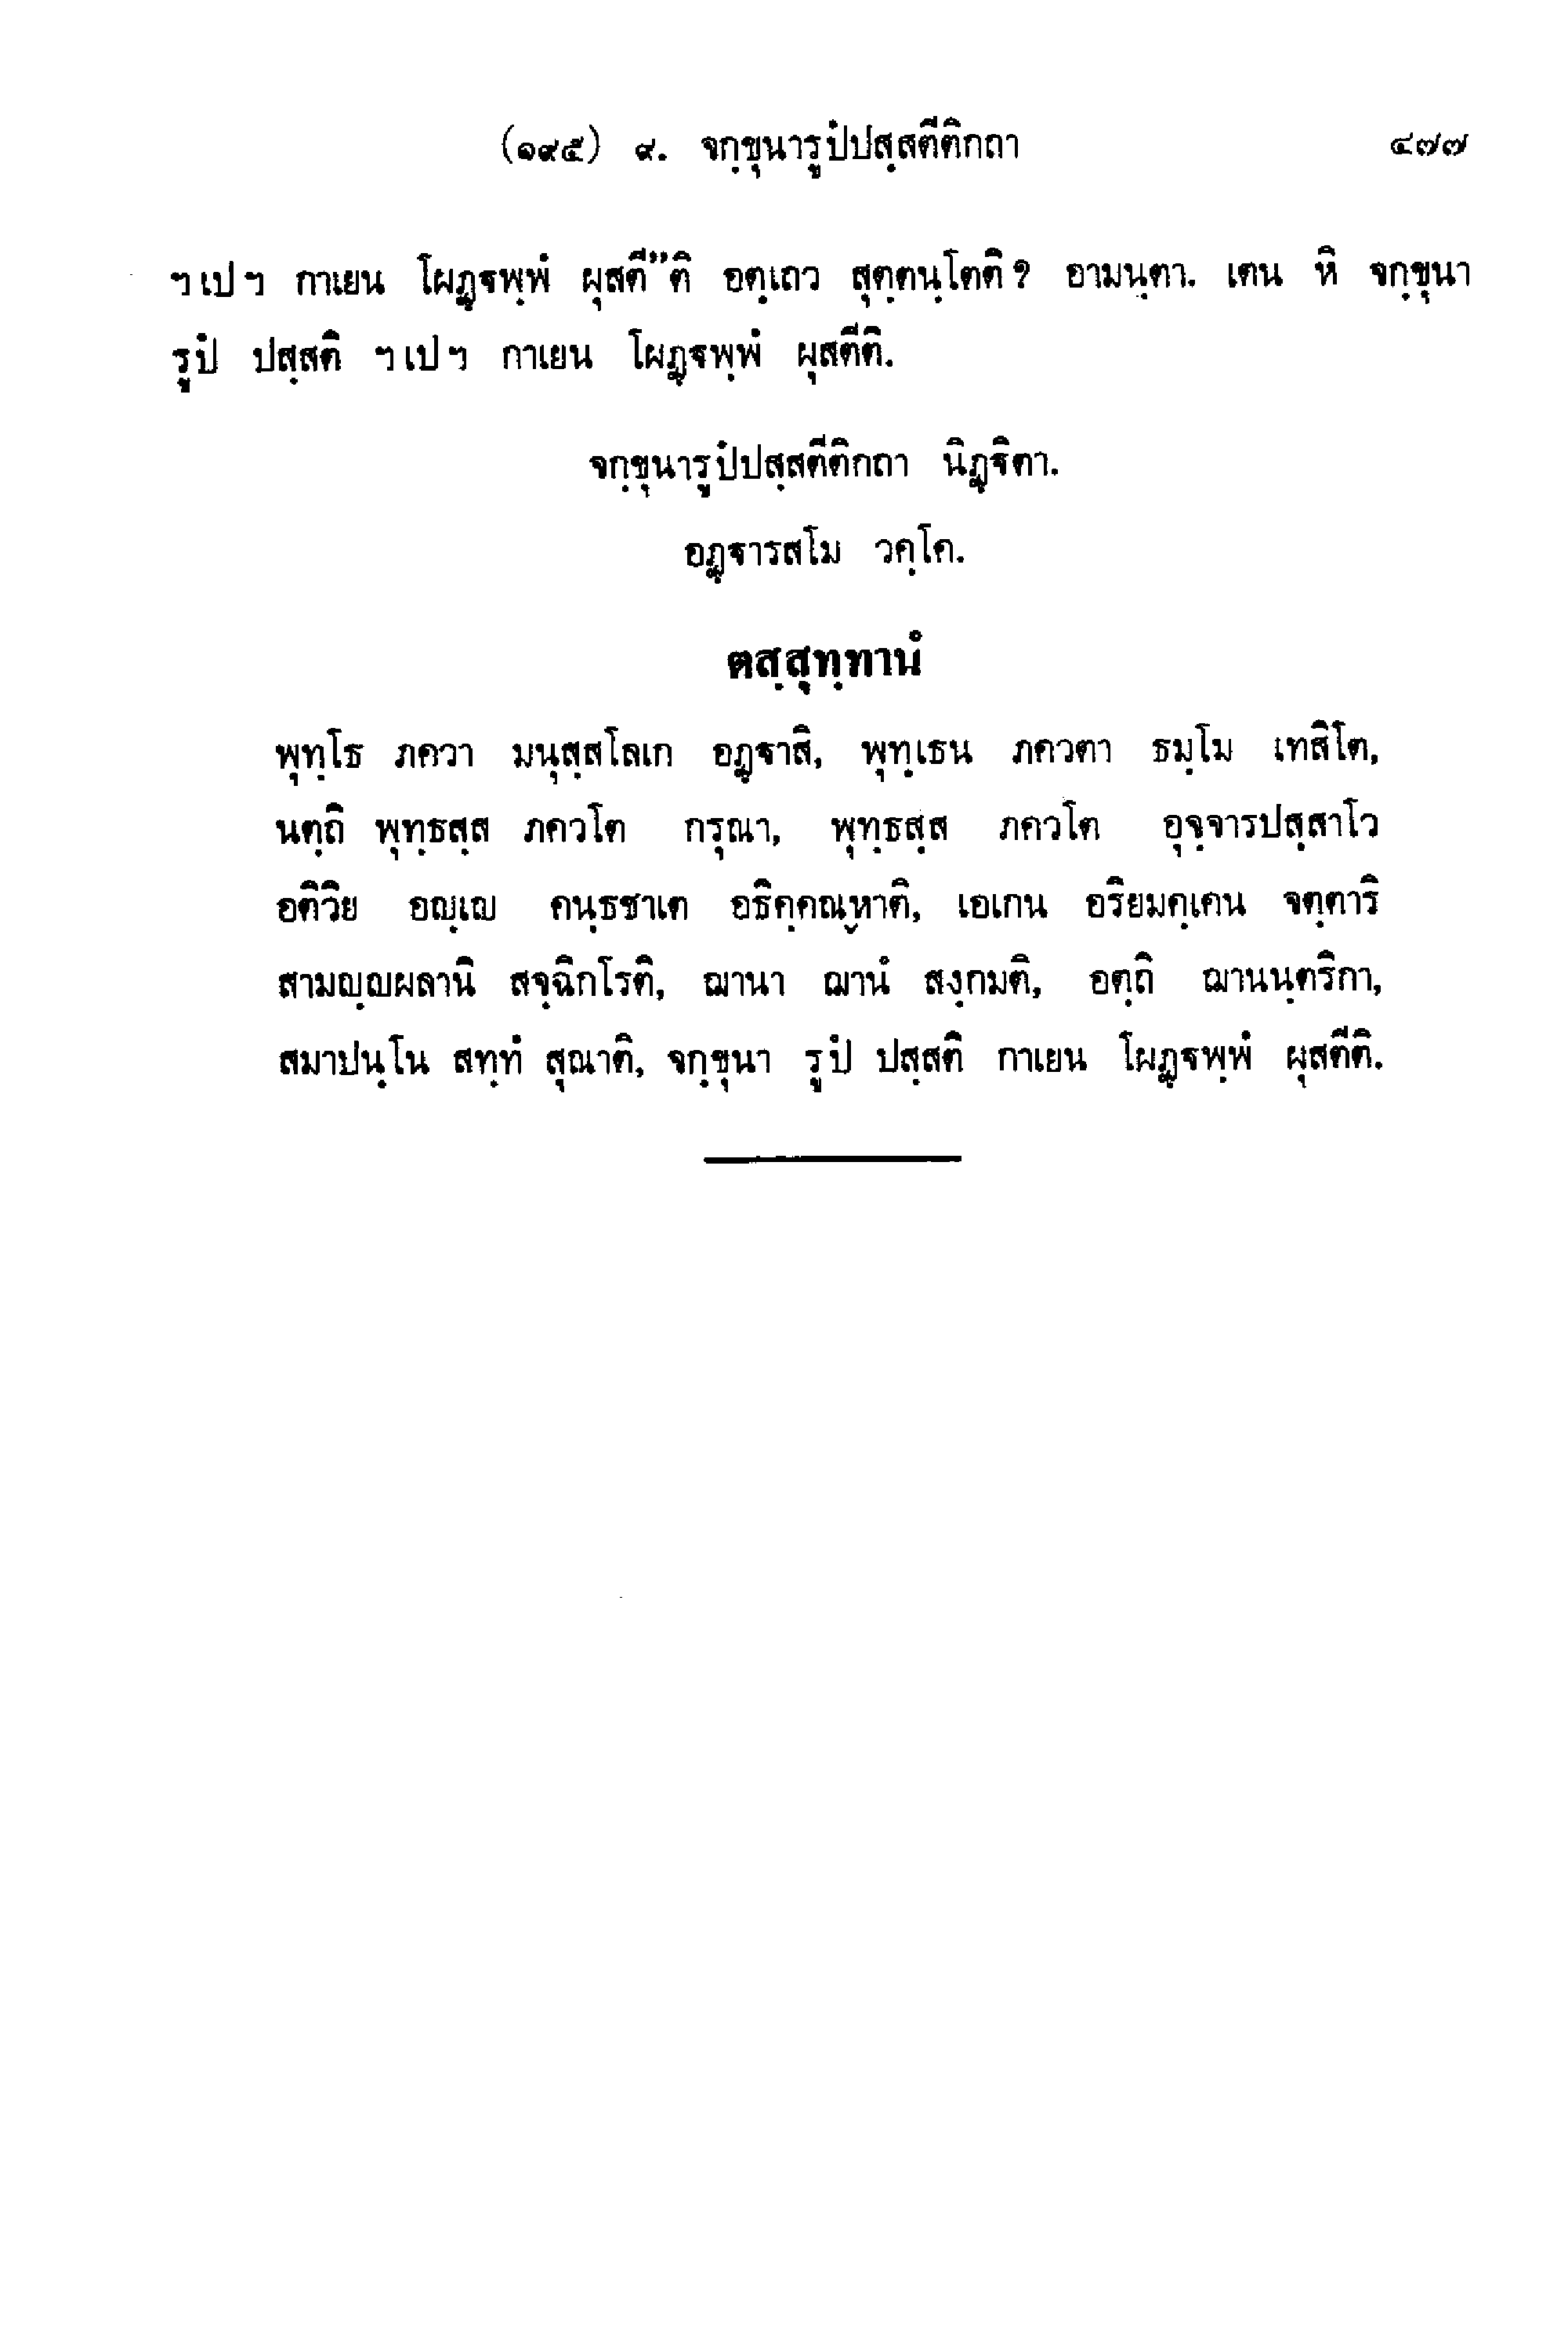 (๑๙๕) ๙. จกฺขุนารูปํปสฺสตีติกถา ๔๗๗
ฯเปฯ กาเยน โผฏฺฐพฺพํ ผุสตี”ติ อตฺเถว สุตฺตนฺโตติ? อามนฺตา. เตน หิ จกฺขุนา
รูปํ ปสฺสติ ฯเปฯ กาเยน โผฏฺฐพฺพํ ผุสตีติ.
จกฺขุนารูปํปสฺสตีติกถา นิฏฺฐิตา.
อฏฺฐารสโม วคฺโค.
ตสฺสุทฺทานํ
พุทฺโธ ภควา มนุสฺสโลเก อฏฺฐาสิ, พุทฺเธน ภควตา ธมฺโม เทสิโต,
นตฺถิ พุทฺธสฺส ภควโต กรุณา, พุทฺธสฺส ภควโต อุจฺจารปสฺสาโว
อติวิย อญฺเญ คนฺธชาเต อธิคฺคณฺหาติ, เอเกน อริยมคฺเคน จตฺตาริ
สามญฺญผลานิ สจฺฉิกโรติ, ฌานา ฌานํ สงฺกมติ, อตฺถิ ฌานนฺตริกา,
สมาปนฺโน สทฺทํ สุณาติ, จกฺขุนา รูปํ ปสฺสติ กาเยน โผฏฺฐพฺพํ ผุสตีติ.